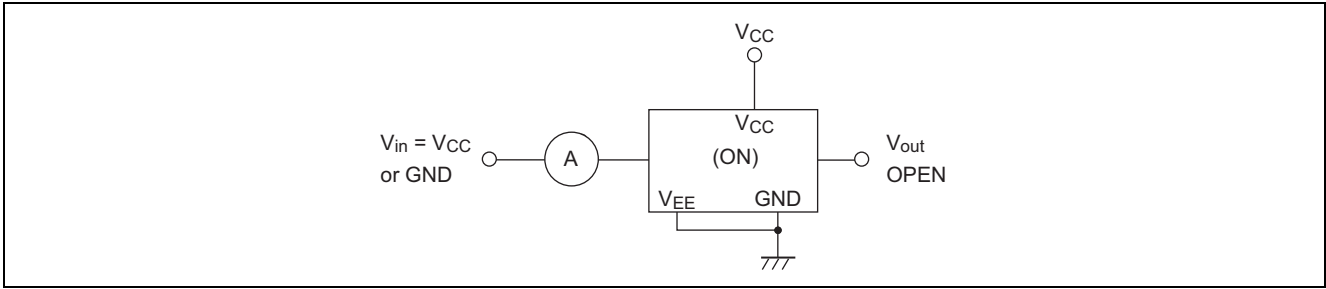 VCC
VCC
Vin = VCC
or GND
A
(ON)
Vout
OPEN
VEE
GND